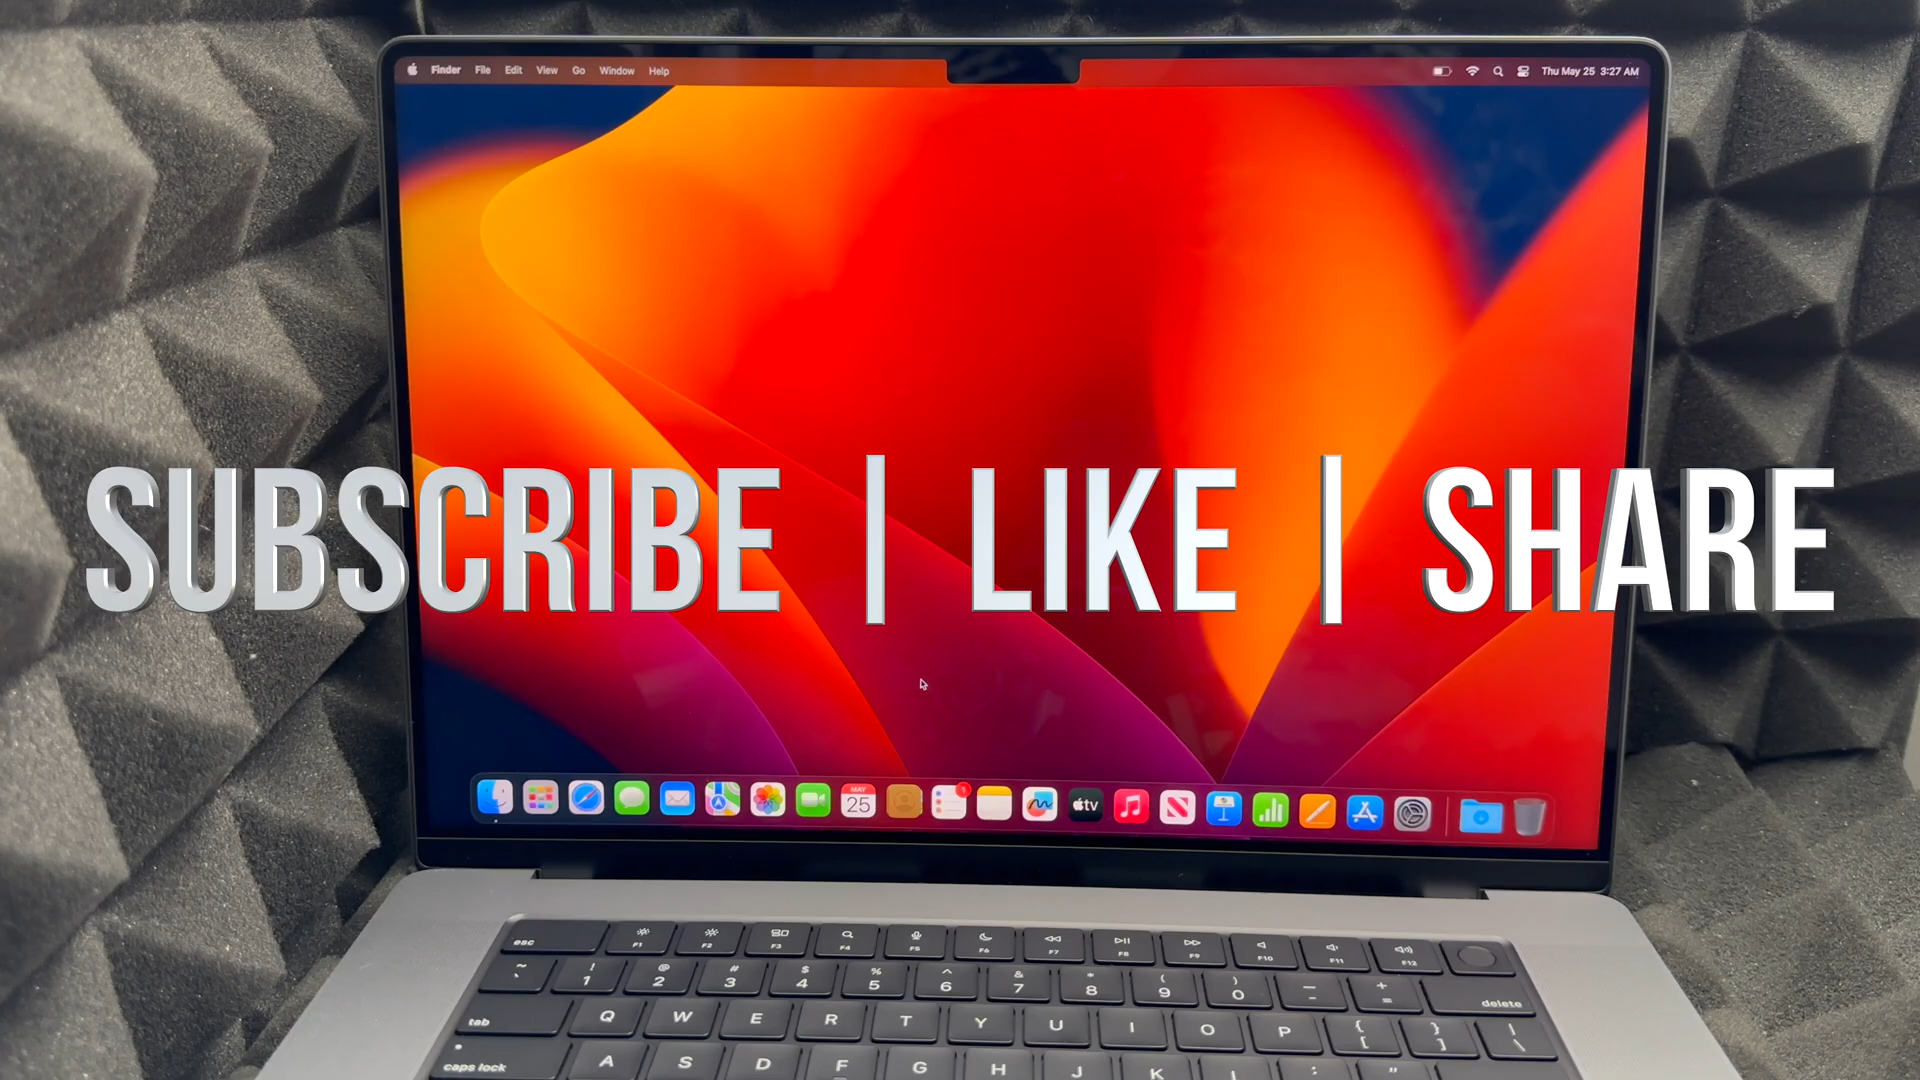 Finder File Edit View Go Window Help
Thu May 25 3:27 AM
SUBSCRIBE | LIKE | SHARE
MAY
25
1
tv
esc F1 F2 F3 F4 F5 F6 F7 F8 F9 F10 F11 F12
~ ! @ # $ % ^ & * ( ) — +
` 1 2 3 4 5 6 7 8 9 0 - = delete
tab Q W E R T Y U I O P { [ } ] | \
caps lock A S D F G H J K L : ; "